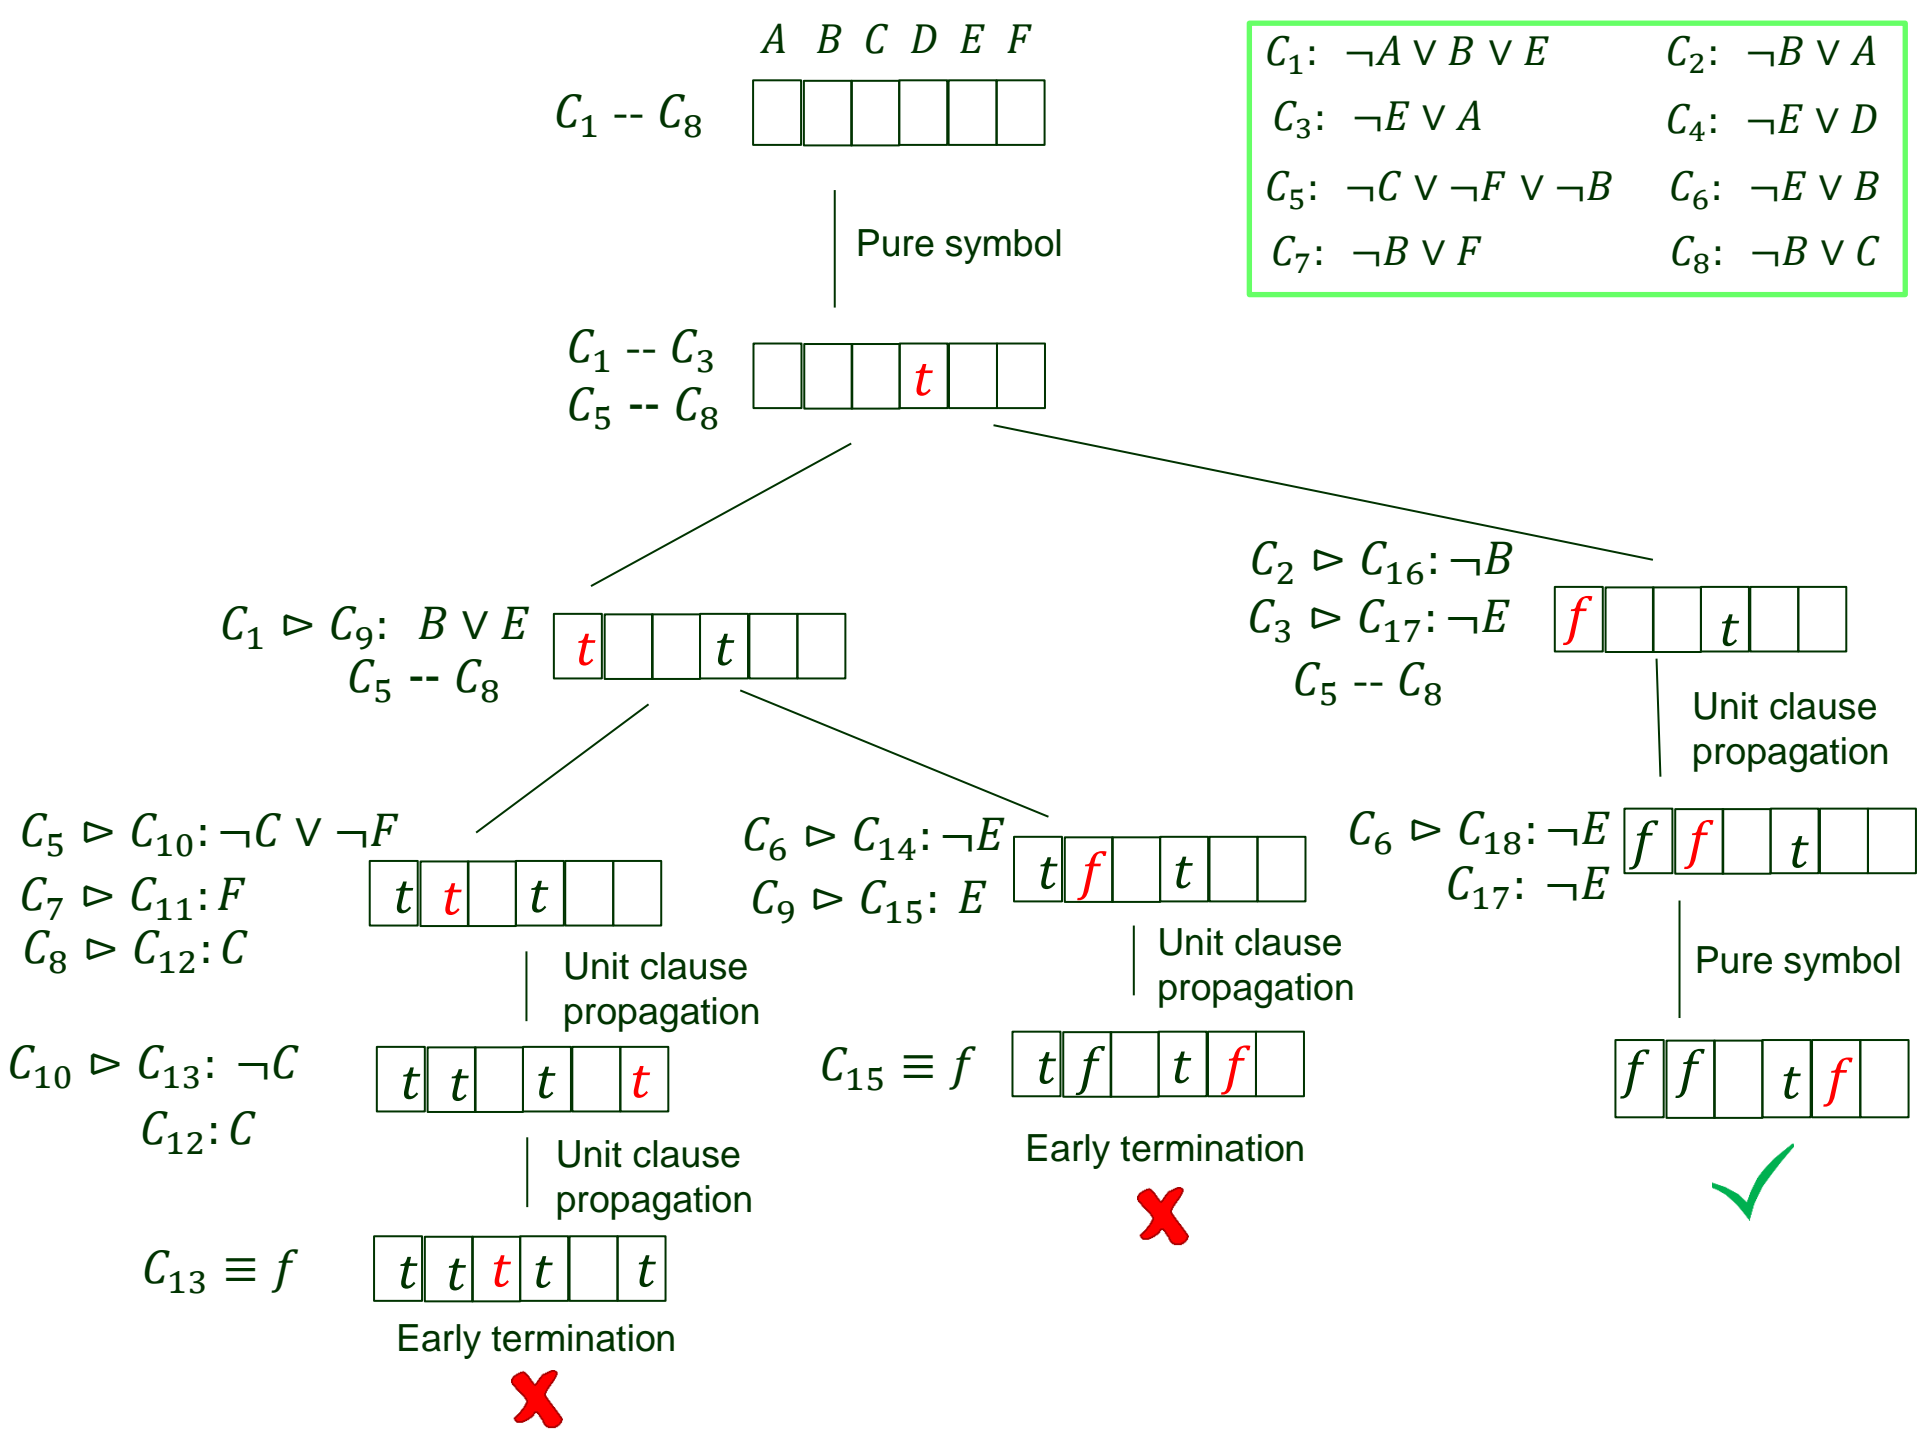 A B C D E F
C₁ -- C₈
C₁: ¬A ∨ B ∨ E C₂: ¬B ∨ A
C₃: ¬E ∨ A C₄: ¬E ∨ D
C₅: ¬C ∨ ¬F ∨ ¬B C₆: ¬E ∨ B
C₇: ¬B ∨ F C₈: ¬B ∨ C
Pure symbol
C₁ -- C₃
C₅ -- C₈
t
C₁ ⊳ C₉: B ∨ E
C₅ -- C₈
t t
C₂ ⊳ C₁₆: ¬B
C₃ ⊳ C₁₇: ¬E
C₅ -- C₈
f t
Unit clause
propagation
C₅ ⊳ C₁₀: ¬C ∨ ¬F
C₇ ⊳ C₁₁: F
C₈ ⊳ C₁₂: C
t t t
C₆ ⊳ C₁₄: ¬E
C₉ ⊳ C₁₅: E
t f t
C₆ ⊳ C₁₈: ¬E
C₁₇: ¬E
f f t
Unit clause
propagation
Unit clause
propagation
Pure symbol
C₁₀ ⊳ C₁₃: ¬C
C₁₂: C
t t t t
C₁₅ ≡ f
t f t f
Early termination
f f t f
Unit clause
propagation
C₁₃ ≡ f
t t t t t
Early termination